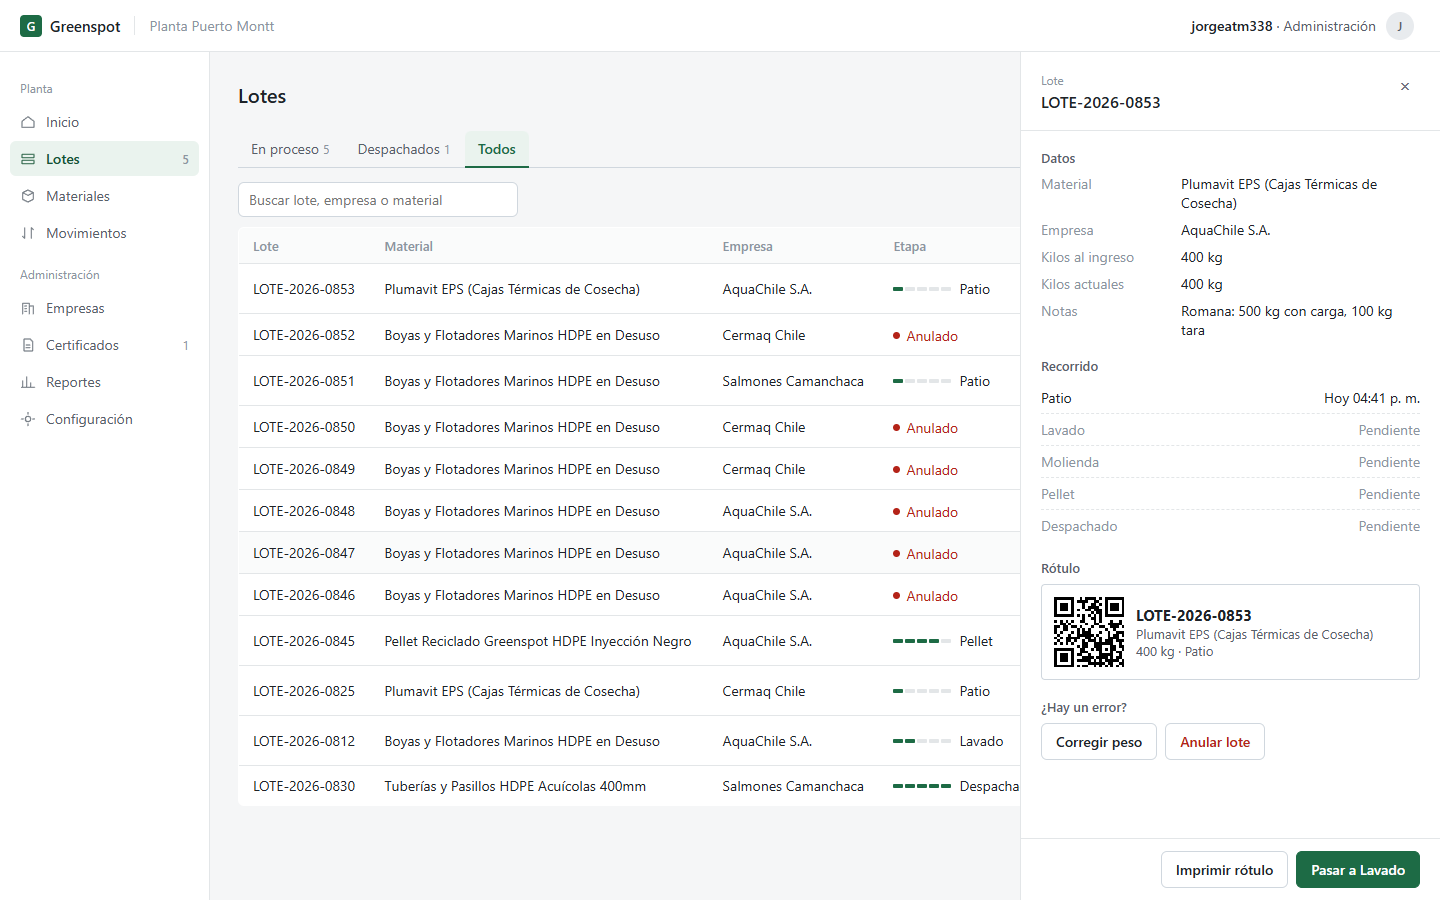 G Greenspot Planta Puerto Montt
jorgeatm338 · Administración J
Planta
Inicio
Lotes 5
Materiales
Movimientos
Administración
Empresas
Certificados 1
Reportes
Configuración
Lotes
En proceso 5 Despachados 1 Todos
Buscar lote, empresa o material
Lote Material Empresa Etapa
LOTE-2026-0853 Plumavit EPS (Cajas Térmicas de Cosecha) AquaChile S.A. Patio
LOTE-2026-0852 Boyas y Flotadores Marinos HDPE en Desuso Cermaq Chile Anulado
LOTE-2026-0851 Boyas y Flotadores Marinos HDPE en Desuso Salmones Camanchaca Patio
LOTE-2026-0850 Boyas y Flotadores Marinos HDPE en Desuso Cermaq Chile Anulado
LOTE-2026-0849 Boyas y Flotadores Marinos HDPE en Desuso Cermaq Chile Anulado
LOTE-2026-0848 Boyas y Flotadores Marinos HDPE en Desuso AquaChile S.A. Anulado
LOTE-2026-0847 Boyas y Flotadores Marinos HDPE en Desuso AquaChile S.A. Anulado
LOTE-2026-0846 Boyas y Flotadores Marinos HDPE en Desuso AquaChile S.A. Anulado
LOTE-2026-0845 Pellet Reciclado Greenspot HDPE Inyección Negro AquaChile S.A. Pellet
LOTE-2026-0825 Plumavit EPS (Cajas Térmicas de Cosecha) Cermaq Chile Patio
LOTE-2026-0812 Boyas y Flotadores Marinos HDPE en Desuso AquaChile S.A. Lavado
LOTE-2026-0830 Tuberías y Pasillos HDPE Acuícolas 400mm Salmones Camanchaca Despacha
Lote
LOTE-2026-0853 ×
Datos
Material Plumavit EPS (Cajas Térmicas de
Cosecha)
Empresa AquaChile S.A.
Kilos al ingreso 400 kg
Kilos actuales 400 kg
Notas Romana: 500 kg con carga, 100 kg
tara
Recorrido
Patio Hoy 04:41 p. m.
Lavado Pendiente
Molienda Pendiente
Pellet Pendiente
Despachado Pendiente
Rótulo
LOTE-2026-0853
Plumavit EPS (Cajas Térmicas de Cosecha)
400 kg · Patio
¿Hay un error?
Corregir peso Anular lote
Imprimir rótulo Pasar a Lavado